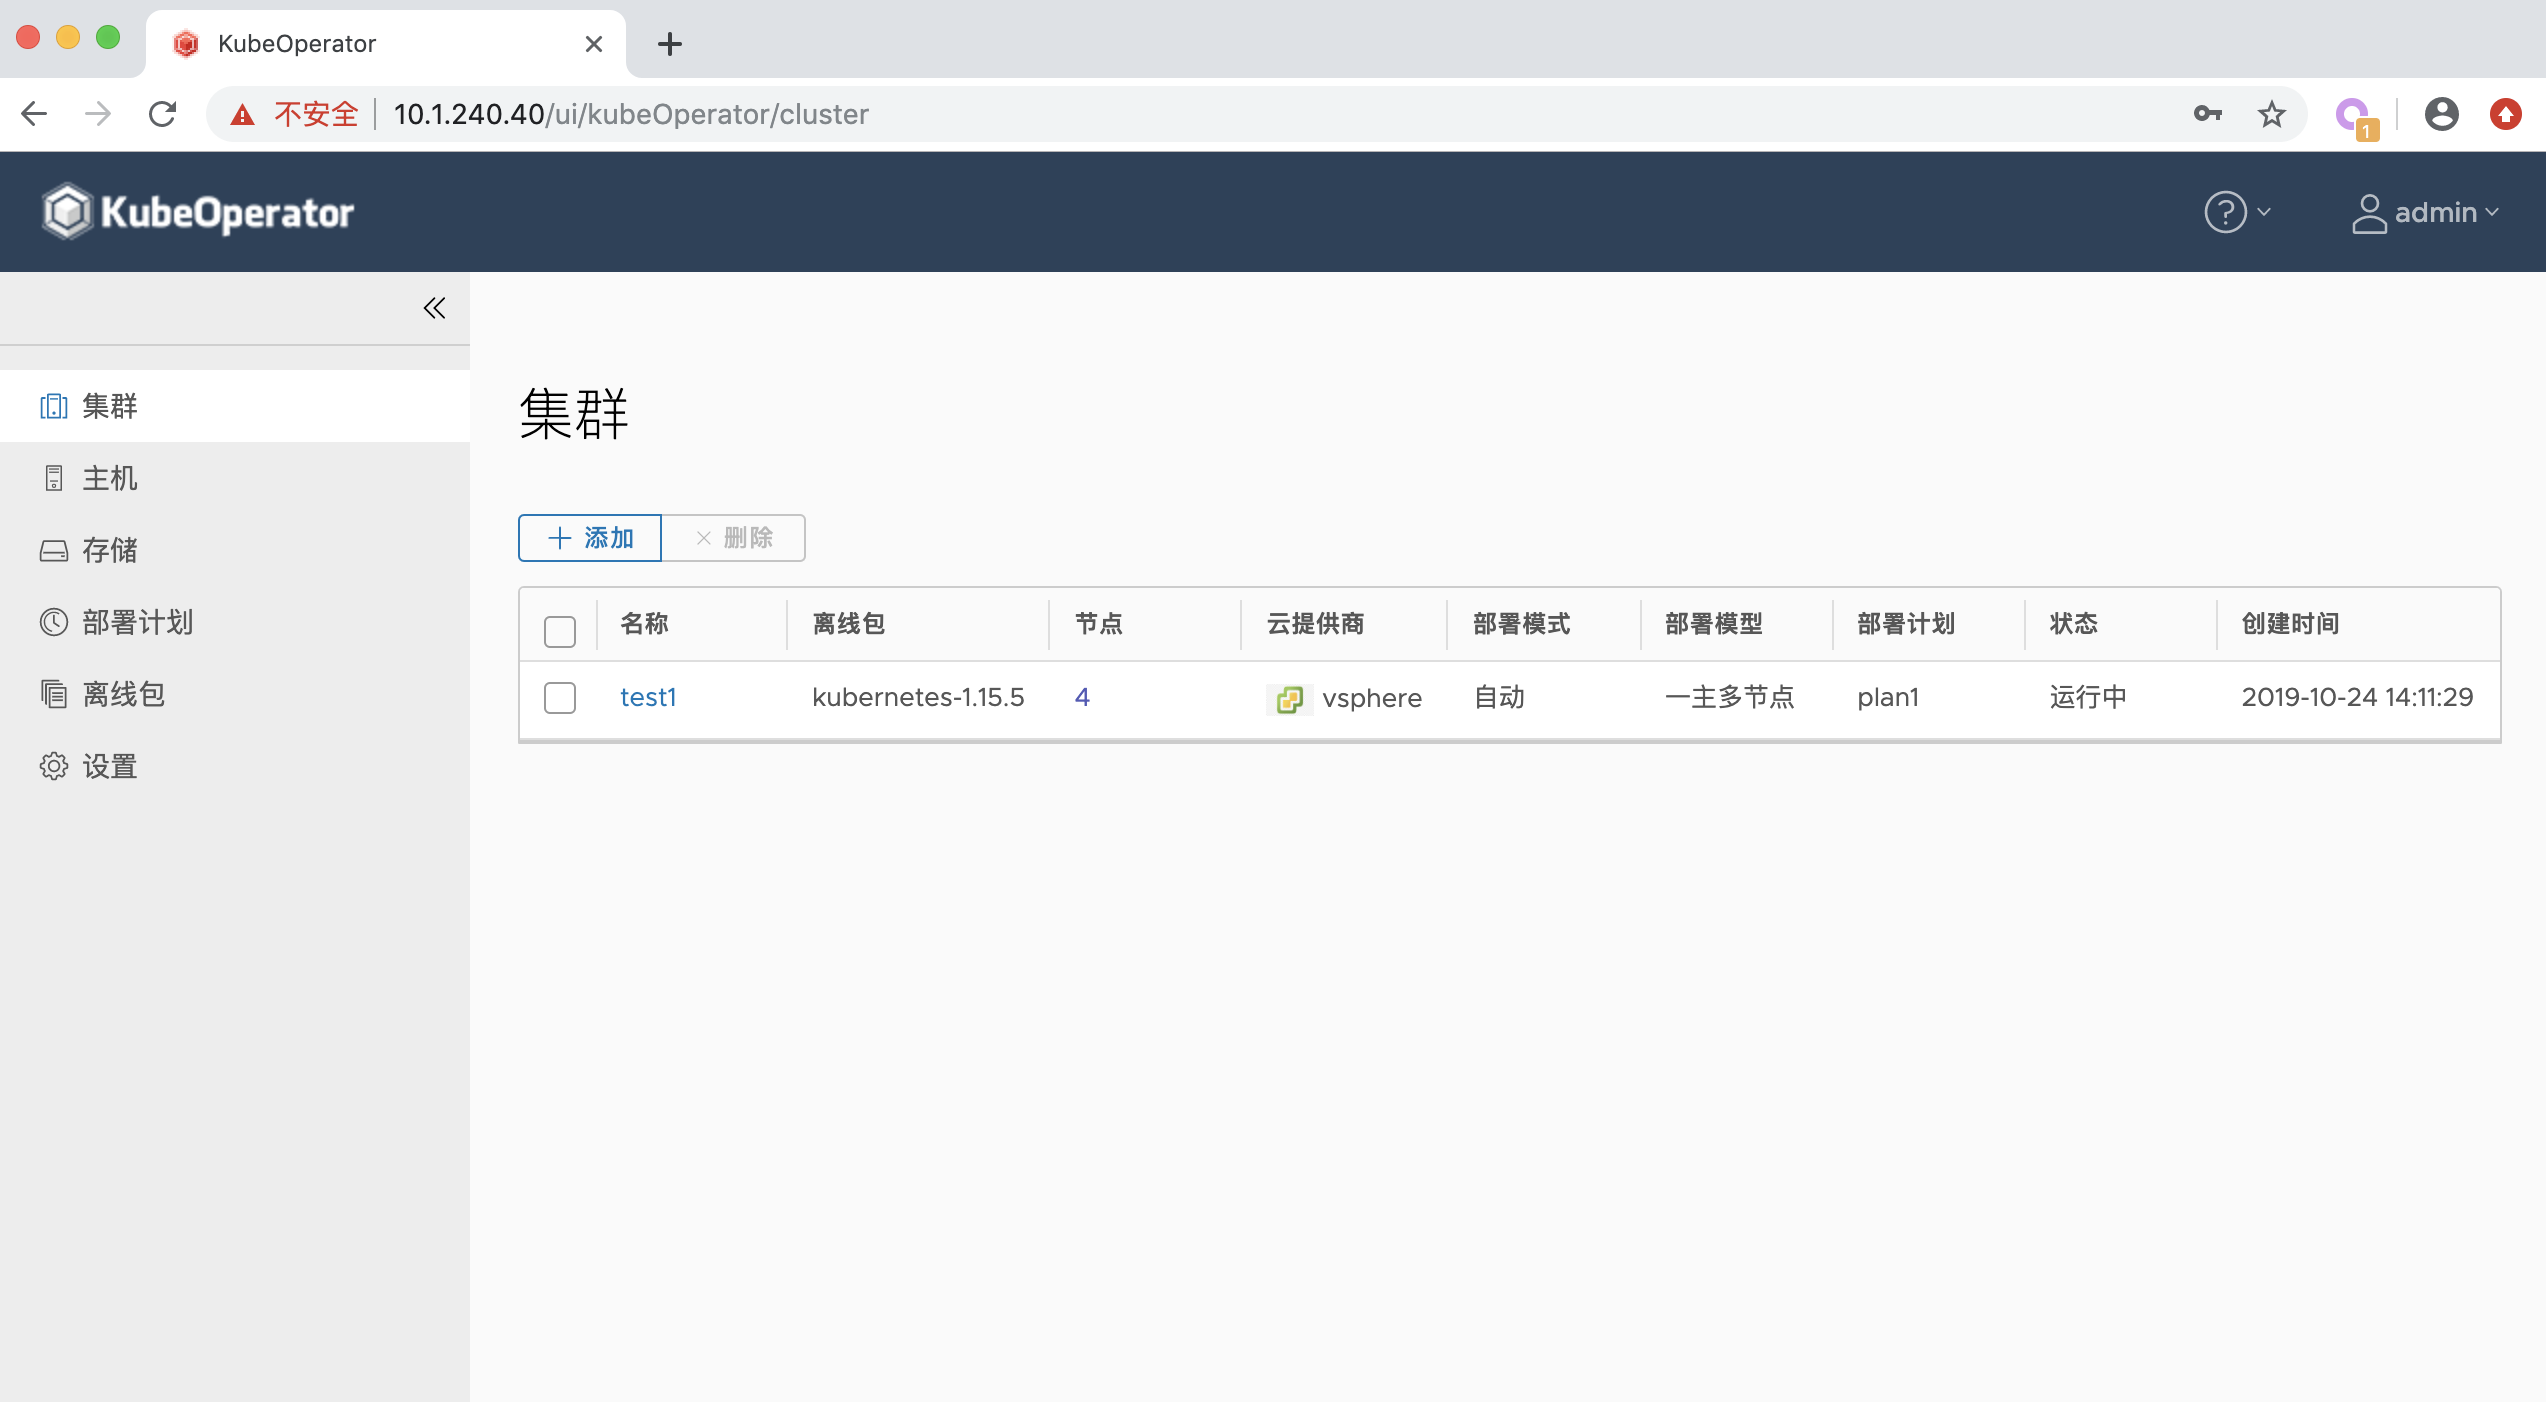 KubeOperator
不安全 10.1.240.40/ui/kubeOperator/cluster
1
KubeOperator
? admin
集群
主机
存储
部署计划
离线包
设置
集群
添加 删除
名称 离线包 节点 云提供商 部署模式 部署模型 部署计划 状态 创建时间
test1 kubernetes-1.15.5 4 vsphere 自动 一主多节点 plan1 运行中 2019-10-24 14:11:29